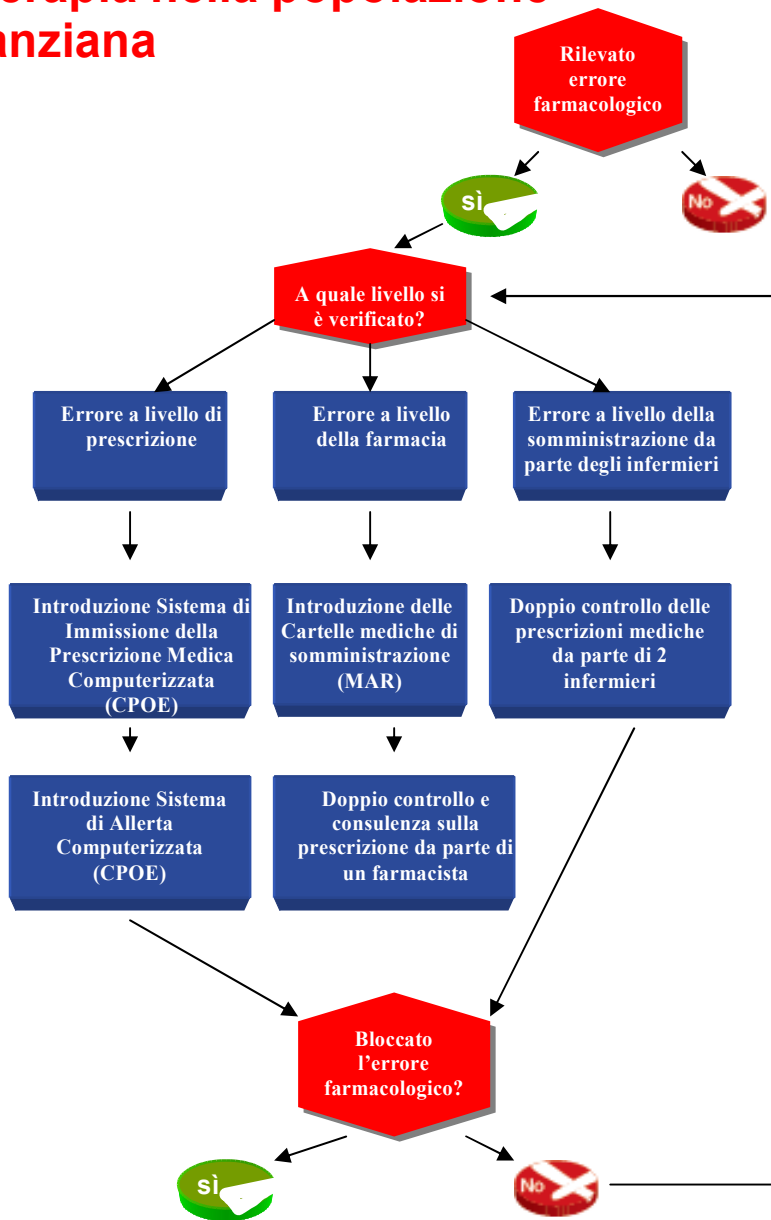 nella popolazione
anziana
Rilevato
errore
farmacologico
sì
No
A quale livello si
è verificato?
Errore a livello di
prescrizione
Errore a livello
della farmacia
Errore a livello della
somministrazione da
parte degli infermieri
Introduzione Sistema di
Immissione della
Prescrizione Medica
Computerizzata
(CPOE)
Introduzione delle
Cartelle mediche di
somministrazione
(MAR)
Doppio controllo delle
prescrizioni mediche
da parte di 2
infermieri
Introduzione Sistema
di Allerta
Computerizzata
(CPOE)
Doppio controllo e
consulenza sulla
prescrizione da parte di
un farmacista
Bloccato
l'errore
farmacologico?
sì
No